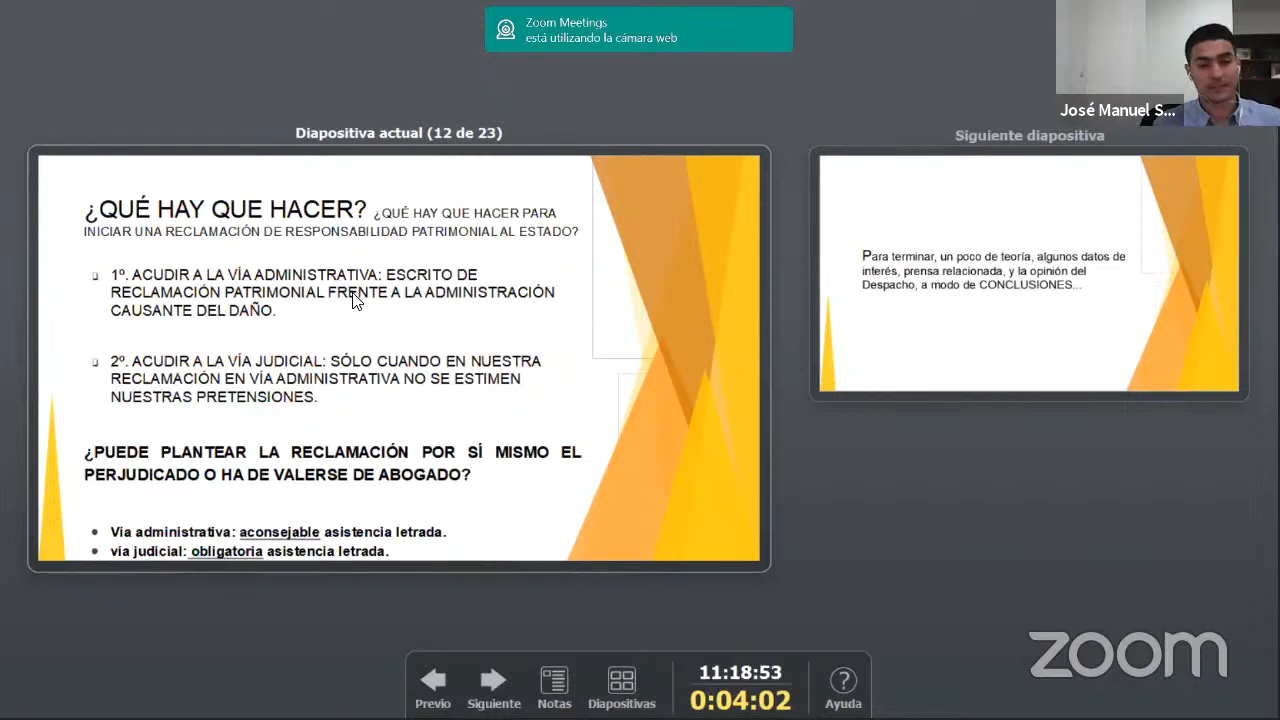 Zoom Meetings
está utilizando la cámara web
José Manuel S...
Diapositiva actual (12 de 23)
Siguiente diapositiva
¿QUÉ HAY QUE HACER? ¿QUÉ HAY QUE HACER PARA
INICIAR UNA RECLAMACIÓN DE RESPONSABILIDAD PATRIMONIAL AL ESTADO?
1º. ACUDIR A LA VÍA ADMINISTRATIVA: ESCRITO DE
RECLAMACIÓN PATRIMONIAL FRENTE A LA ADMINISTRACIÓN
CAUSANTE DEL DAÑO.
2º. ACUDIR A LA VÍA JUDICIAL: SÓLO CUANDO EN NUESTRA
RECLAMACIÓN EN VÍA ADMINISTRATIVA NO SE ESTIMEN
NUESTRAS PRETENSIONES.
¿PUEDE PLANTEAR LA RECLAMACIÓN POR SÍ MISMO EL
PERJUDICADO O HA DE VALERSE DE ABOGADO?
Vía administrativa: aconsejable asistencia letrada.
vía judicial: obligatoria asistencia letrada.
Para terminar, un poco de teoría, algunos datos de
interés, prensa relacionada, y la opinión del
Despacho, a modo de CONCLUSIONES...
Previo
Siguiente
Notas
Diapositivas
11:18:53
0:04:02
Ayuda
zoom